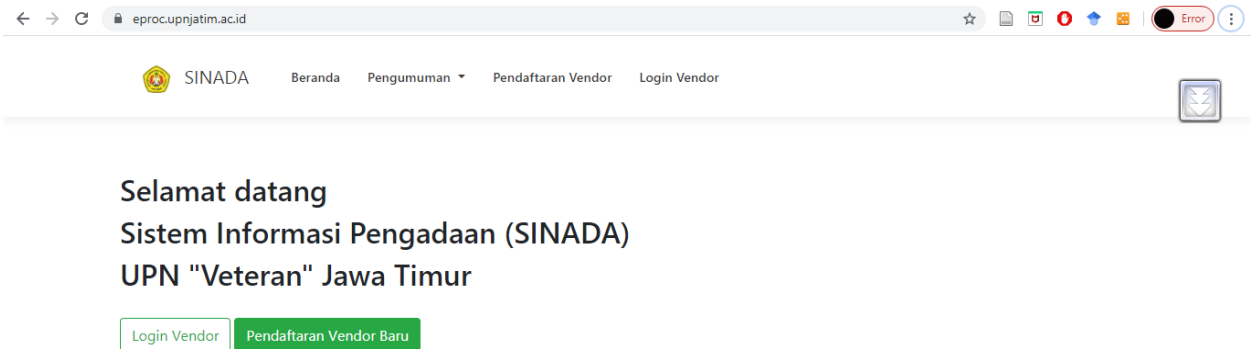 eproc.upnjatim.ac.id
Error
SINADA Beranda Pengumuman Pendaftaran Vendor Login Vendor
Selamat datang
Sistem Informasi Pengadaan (SINADA)
UPN "Veteran" Jawa Timur
Login Vendor Pendaftaran Vendor Baru